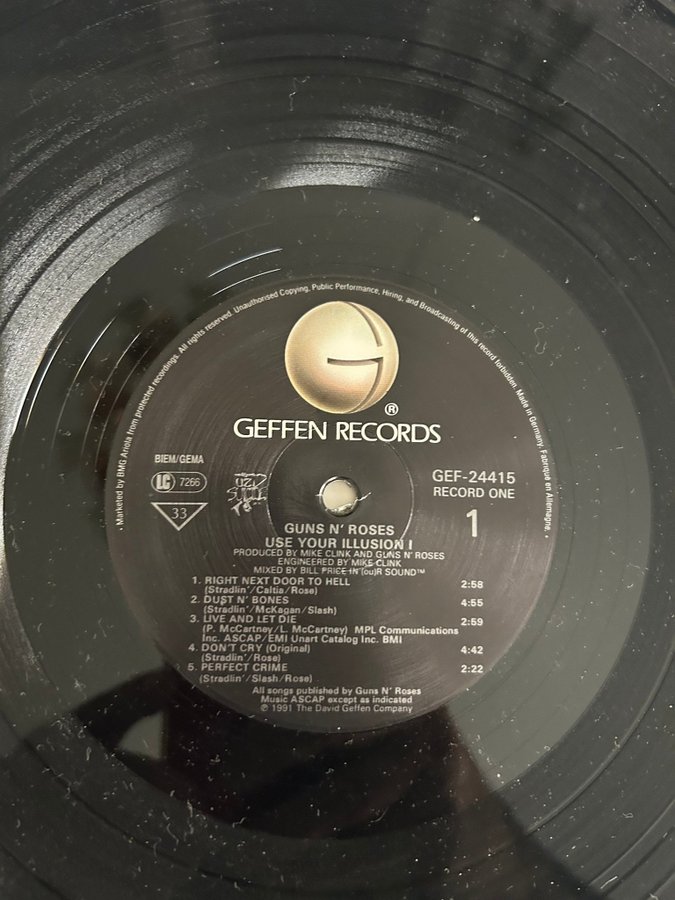 Marketed by BMG Ariola from protected recordings. All rights reserved. Unauthorised Copying, Public Performance, Hiring, and Broadcasting of this record forbidden. Made in Germany. Fabriqué en Allemagne.
G
®
GEFFEN RECORDS
BIEM/GEMA
LC 7266
33
GEF-24415
RECORD ONE
1
GUNS N' ROSES
USE YOUR ILLUSION I
PRODUCED BY MIKE CLINK AND GUNS N' ROSES
ENGINEERED BY MIKE CLINK
MIXED BY BILL PRICE IN (ou)R SOUND™
1. RIGHT NEXT DOOR TO HELL 2:58
(Stradlin'/Caltia/Rose)
2. DUST N' BONES 4:55
(Stradlin'/McKagan/Slash)
3. LIVE AND LET DIE 2:59
(P. McCartney/L. McCartney) MPL Communications
Inc. ASCAP/EMI Unart Catalog Inc. BMI
4. DON'T CRY (Original) 4:42
(Stradlin'/Rose)
5. PERFECT CRIME 2:22
(Stradlin'/Slash/Rose)
All songs published by Guns N' Roses
Music ASCAP except as indicated
℗ 1991 The David Geffen Company